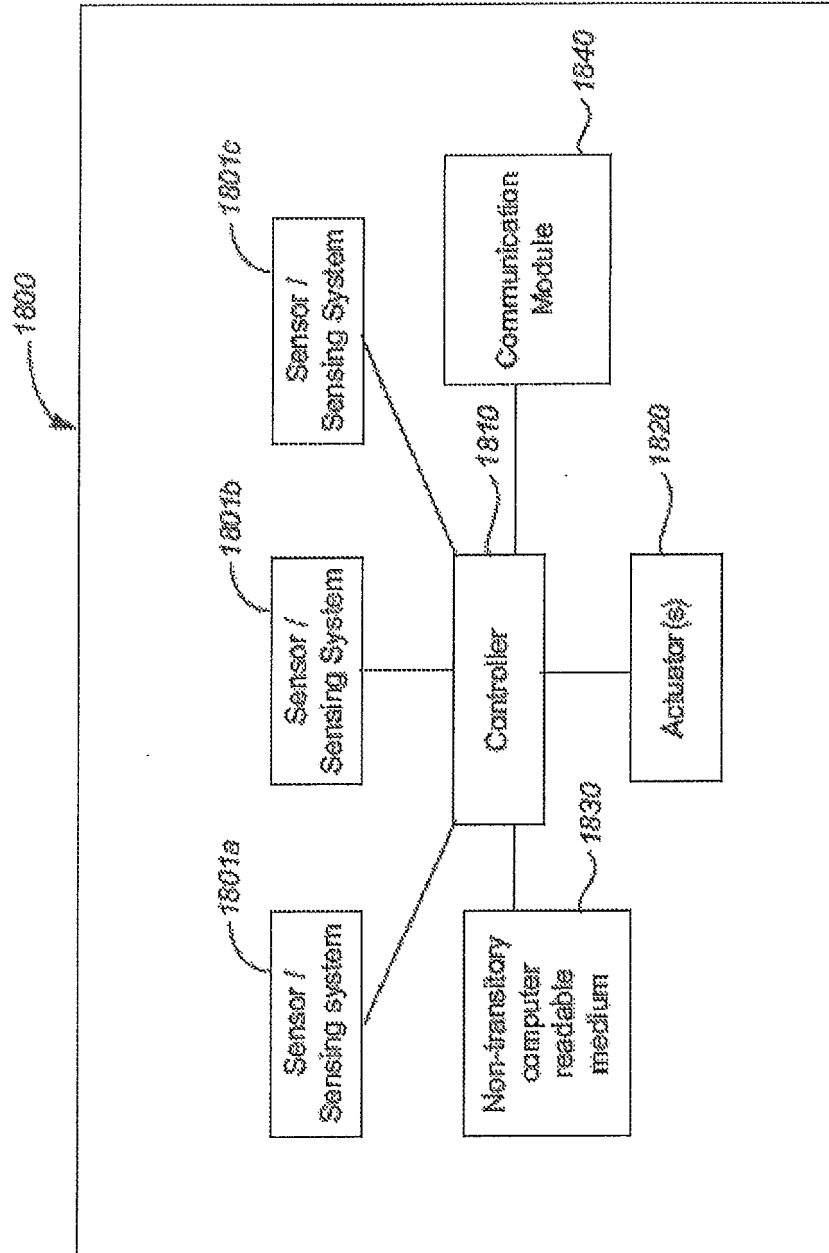 1800
1801a
1801b
1801c
Sensor /
Sensing system
Sensor /
Sensing System
Sensor /
Sensing System
1810
1840
Controller
Communication
Module
1830
1820
Non-transitory
computer
readable
medium
Actuator(s)